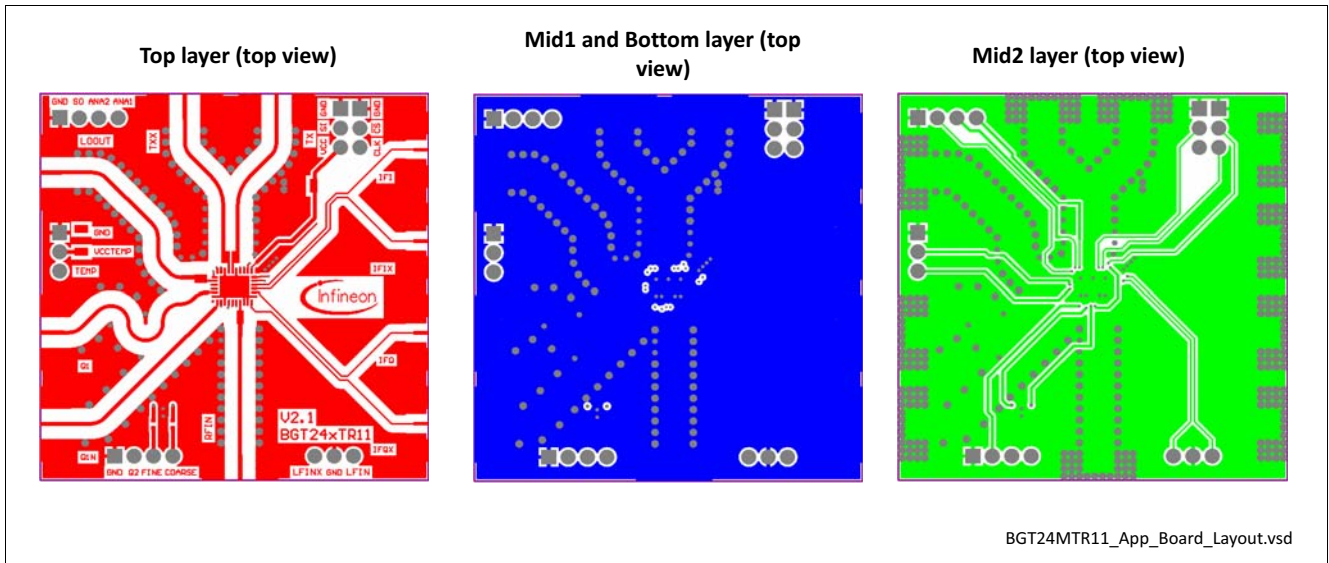 Top layer (top view)
Mid1 and Bottom layer (top
view)
Mid2 layer (top view)
GND SO ANA2 ANA1
LOOUT
TXX
TX
VCC SI GND
CLK CS GND
IFI
GND
VCCTEMP
TEMP
IFIX
Infineon
IFQ
QI
RFIN
V2.1
BGT24xTR11
IFQX
QIN
GND Q2 FINE COARSE
LFINX GND LFIN
BGT24MTR11_App_Board_Layout.vsd